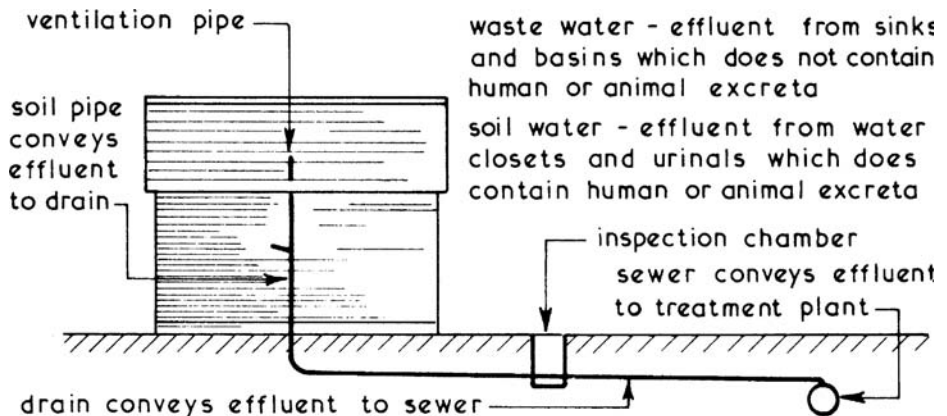 ventilation pipe
waste water - effluent from sinks
and basins which does not contain
human or animal excreta
soil pipe
conveys
effluent
to drain
soil water - effluent from water
closets and urinals which does
contain human or animal excreta
inspection chamber
sewer conveys effluent
to treatment plant
drain conveys effluent to sewer